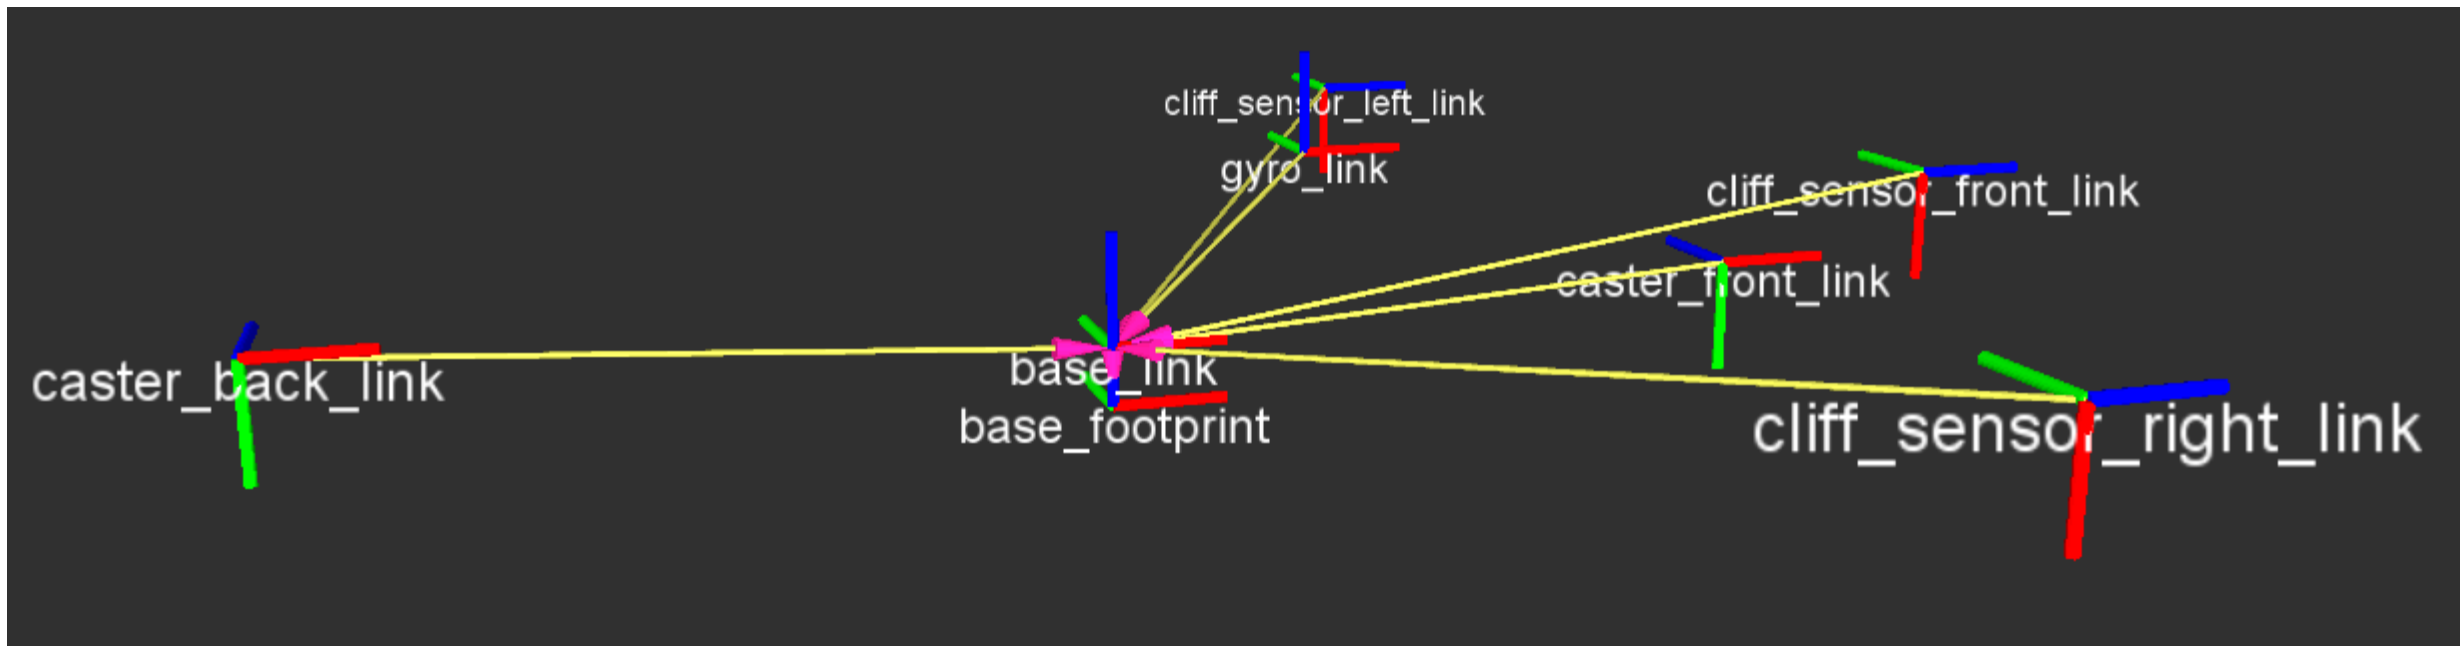 cliff_sensor_left_link
gyro_link
cliff_sensor_front_link
caster_front_link
caster_back_link
base_link
base_footprint
cliff_sensor_right_link